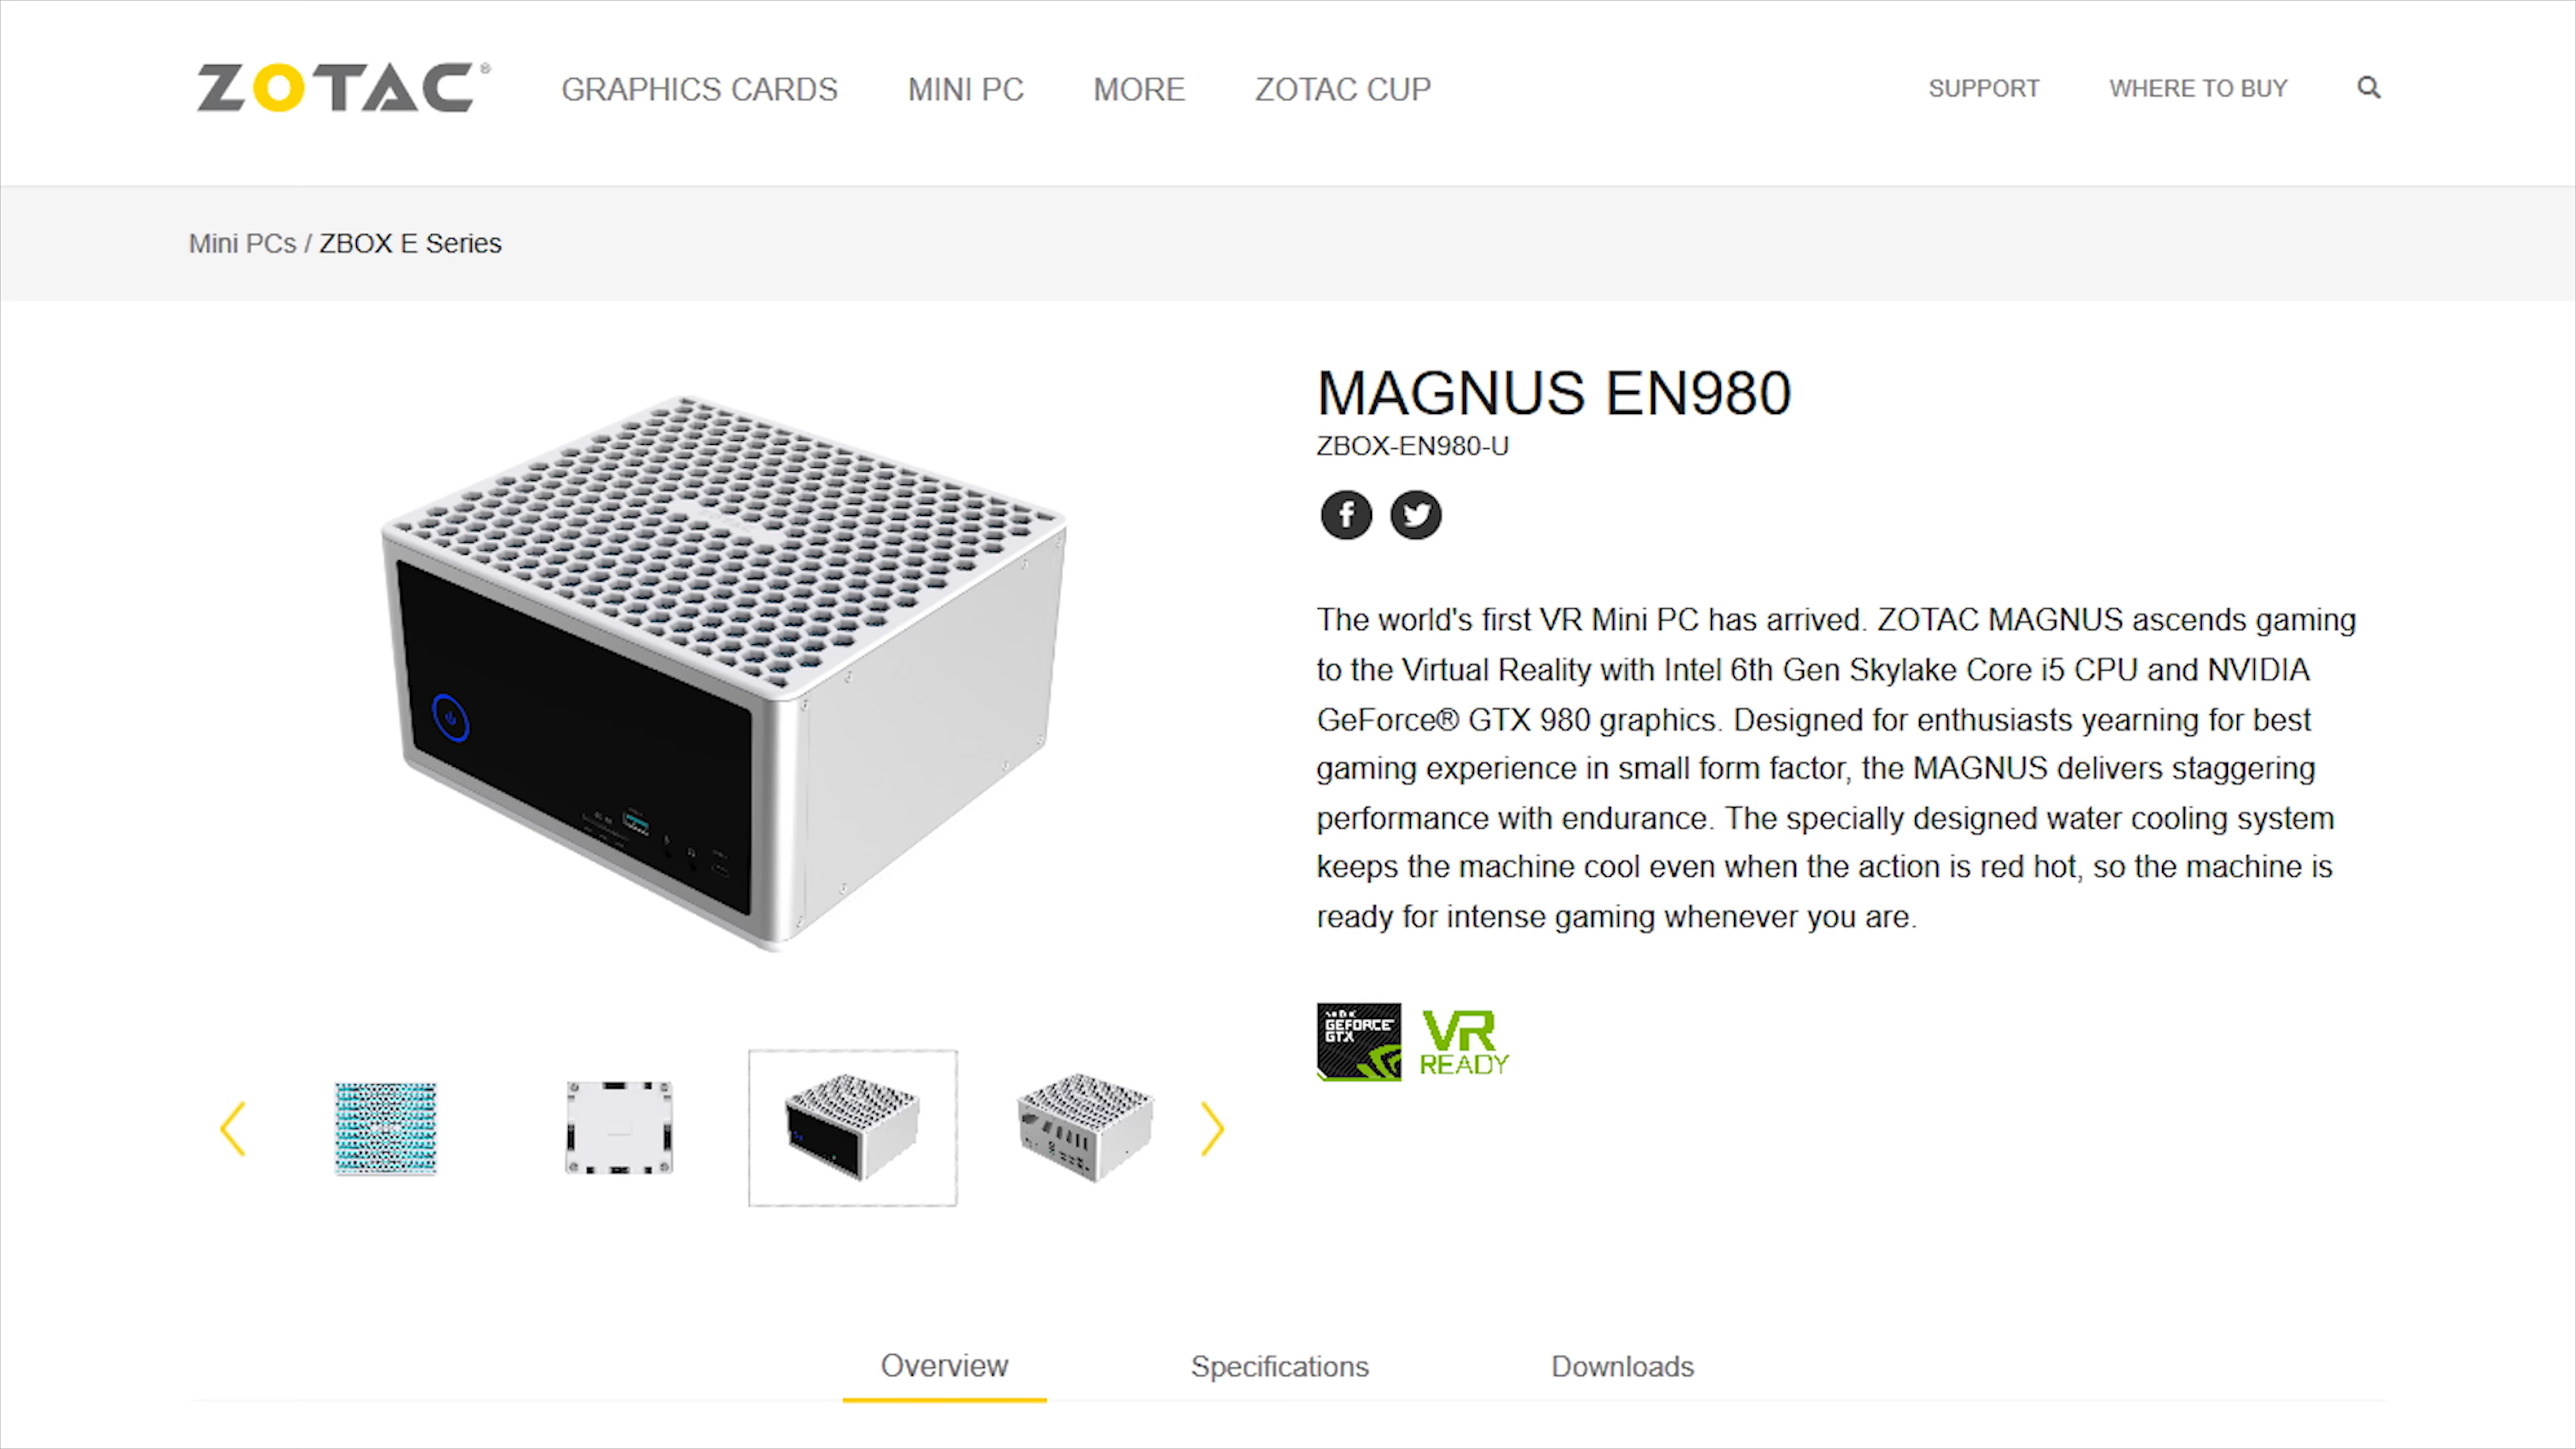 ZOTAC®
GRAPHICS CARDS
MINI PC
MORE
ZOTAC CUP
SUPPORT
WHERE TO BUY
Mini PCs / ZBOX E Series
MAGNUS EN980
ZBOX-EN980-U
The world's first VR Mini PC has arrived. ZOTAC MAGNUS ascends gaming
to the Virtual Reality with Intel 6th Gen Skylake Core i5 CPU and NVIDIA
GeForce® GTX 980 graphics. Designed for enthusiasts yearning for best
gaming experience in small form factor, the MAGNUS delivers staggering
performance with endurance. The specially designed water cooling system
keeps the machine cool even when the action is red hot, so the machine is
ready for intense gaming whenever you are.
GEFORCE
GTX
VR
READY
Overview
Specifications
Downloads